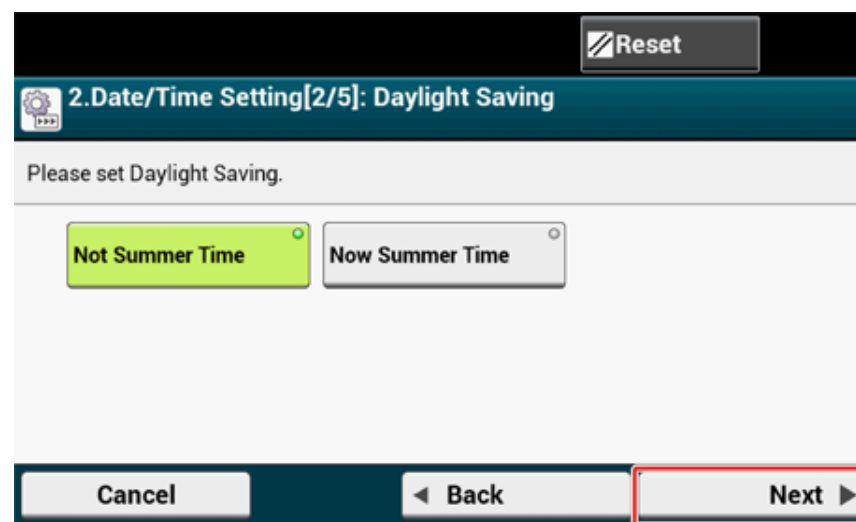 Reset
2.Date/Time Setting[2/5]: Daylight Saving
Please set Daylight Saving.
Not Summer Time
Now Summer Time
Cancel
Back
Next